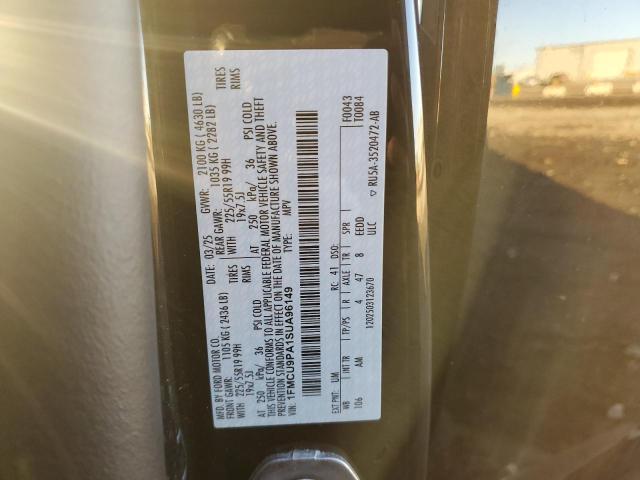 MFD. BY FORD MOTOR CO.
DATE: 03/25 GVWR: 2100 KG ( 4630 LB)
FRONT GAWR: 1105 KG ( 2436 LB) REAR GAWR: 1035 KG ( 2282 LB)
WITH 225/55R19 99H TIRES WITH 225/55R19 99H TIRES
19x7.5J RIMS 19x7.5J RIMS
AT 250 kPa/ 36 PSI COLD AT 250 kPa/ 36 PSI COLD
THIS VEHICLE CONFORMS TO ALL APPLICABLE FEDERAL MOTOR VEHICLE SAFETY AND THEFT
PREVENTION STANDARDS IN EFFECT ON THE DATE OF MANUFACTURE SHOWN ABOVE.
VIN: 1FMCU9PA1SUA96149 TYPE: MPV
F0043
T0084
EXT PNT: UM RC: 41 DSO:
WB INT TR TP/PS R AXLE TR SPR
106 AM 4 47 8 EEDD
1202503123670 ULC
▽ RU5A-3520472-AB